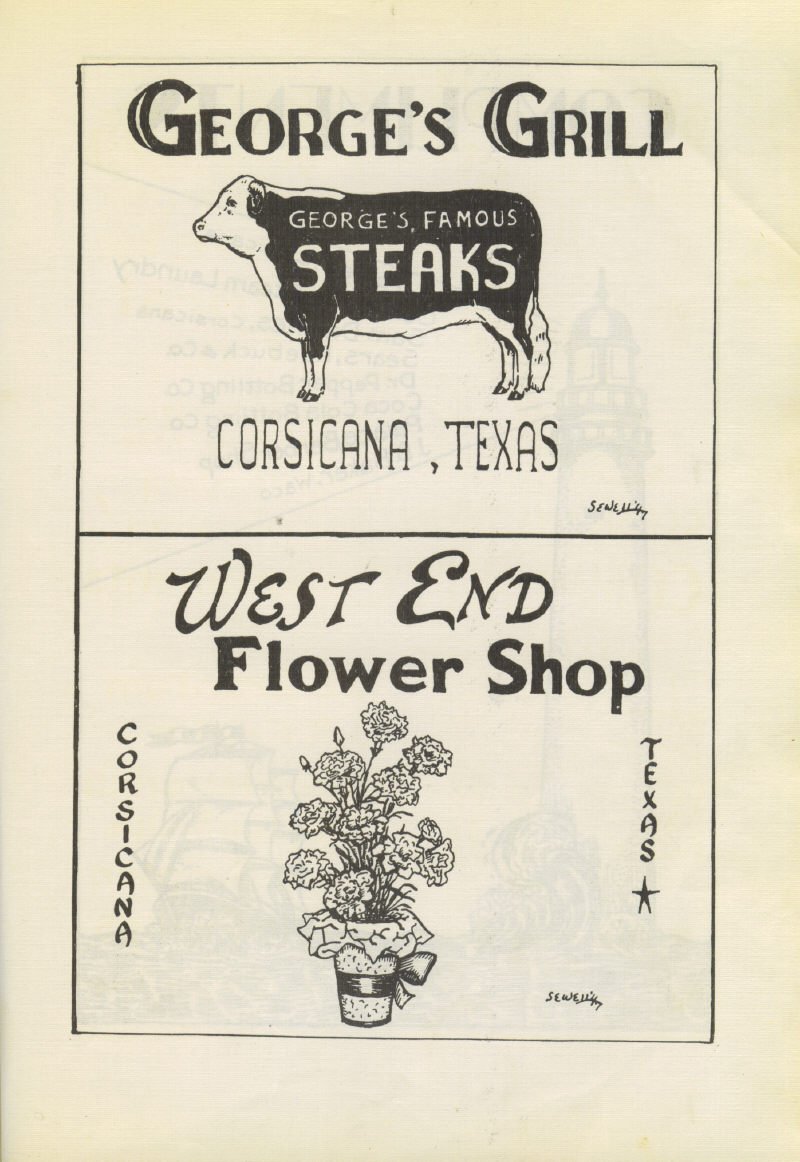 GEORGE'S GRILL
GEORGE'S, FAMOUS
STEAKS
CORSICANA, TEXAS
SEWELL '47
WEST END
Flower Shop
CORSICANA
TEXAS
SEWELL '47